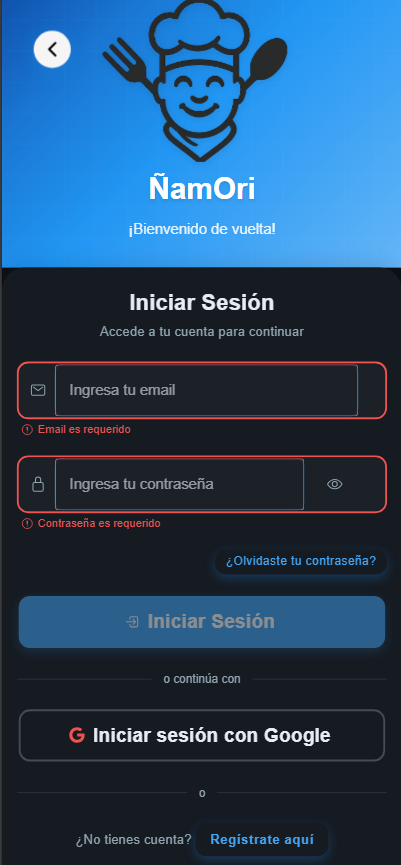 ÑamOri
¡Bienvenido de vuelta!
Iniciar Sesión
Accede a tu cuenta para continuar
Ingresa tu email
Email es requerido
Ingresa tu contraseña
Contraseña es requerido
¿Olvidaste tu contraseña?
Iniciar Sesión
o continúa con
Iniciar sesión con Google
o
¿No tienes cuenta? Regístrate aquí